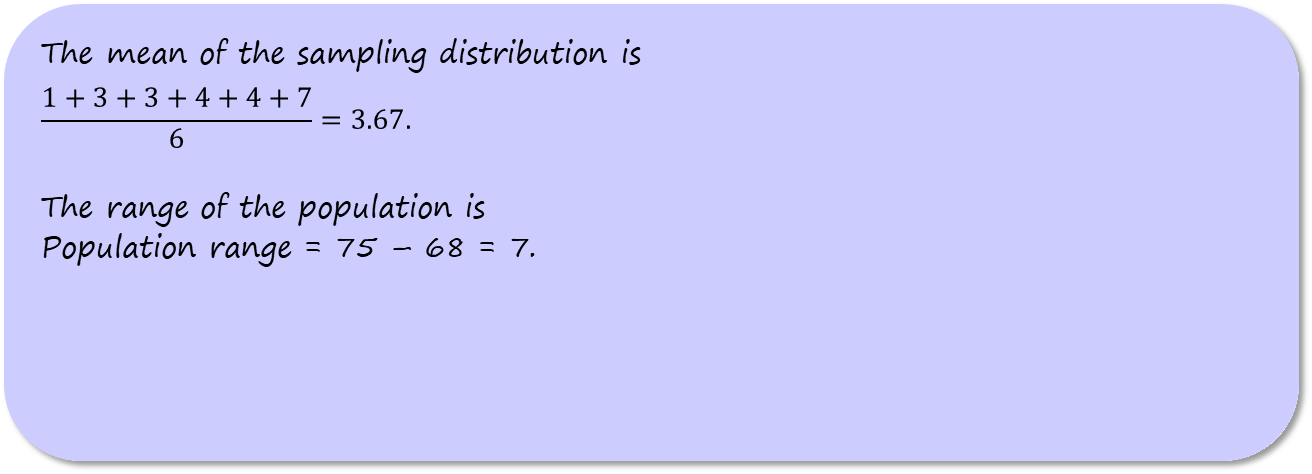 The mean of the sampling distribution is
1 + 3 + 3 + 4 + 4 + 7
6
= 3.67.
The range of the population is
Population range = 75 – 68 = 7.